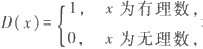 D(x) = { 1, x 为有理数,
0, x 为无理数,